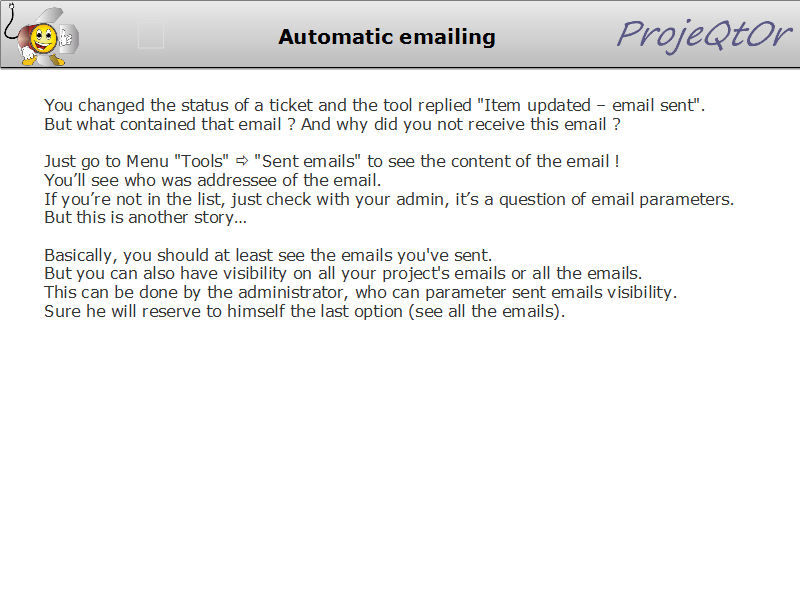 Automatic emailing
ProjeQtOr
You changed the status of a ticket and the tool replied "Item updated – email sent".
But what contained that email ? And why did you not receive this email ?
Just go to Menu "Tools" ⇨ "Sent emails" to see the content of the email !
You’ll see who was addressee of the email.
If you’re not in the list, just check with your admin, it’s a question of email parameters.
But this is another story…
Basically, you should at least see the emails you've sent.
But you can also have visibility on all your project's emails or all the emails.
This can be done by the administrator, who can parameter sent emails visibility.
Sure he will reserve to himself the last option (see all the emails).